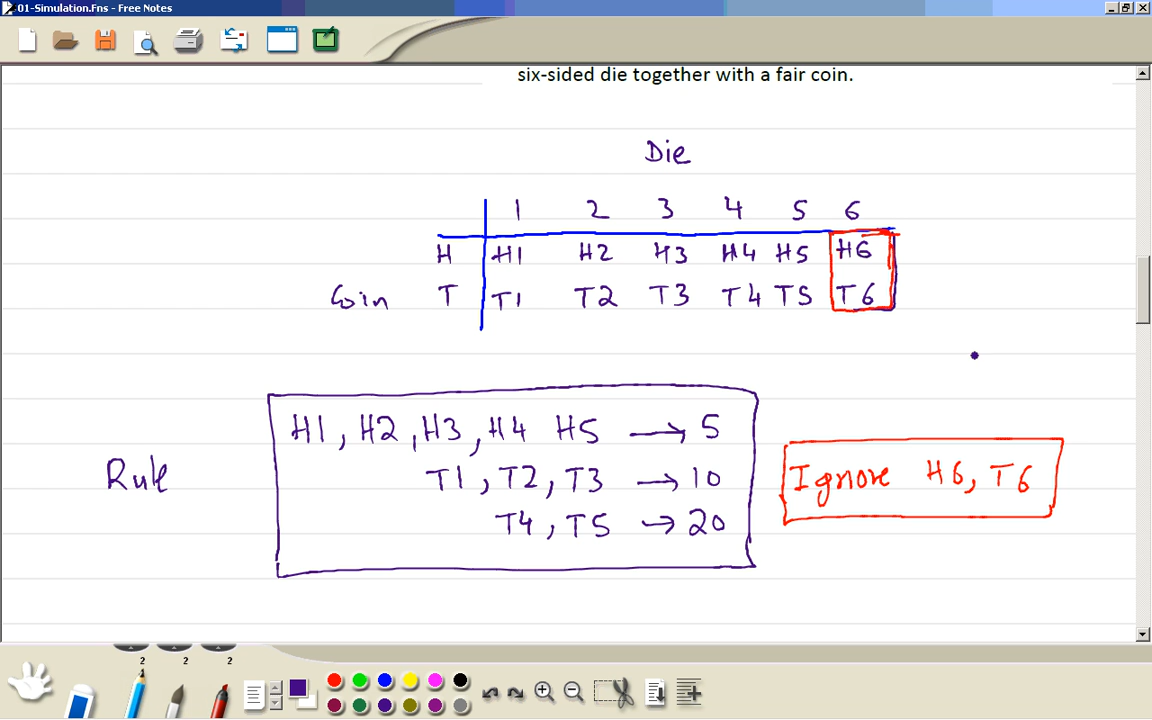 01-Simulation.Fns - Free Notes
six-sided die together with a fair coin.
Die
1 2 3 4 5 6
H H1 H2 H3 H4 H5 H6
Coin T T1 T2 T3 T4 T5 T6
H1, H2, H3, H4 H5 → 5
Rule T1, T2, T3 → 10
Ignore H6, T6
T4, T5 → 20
2 2 2